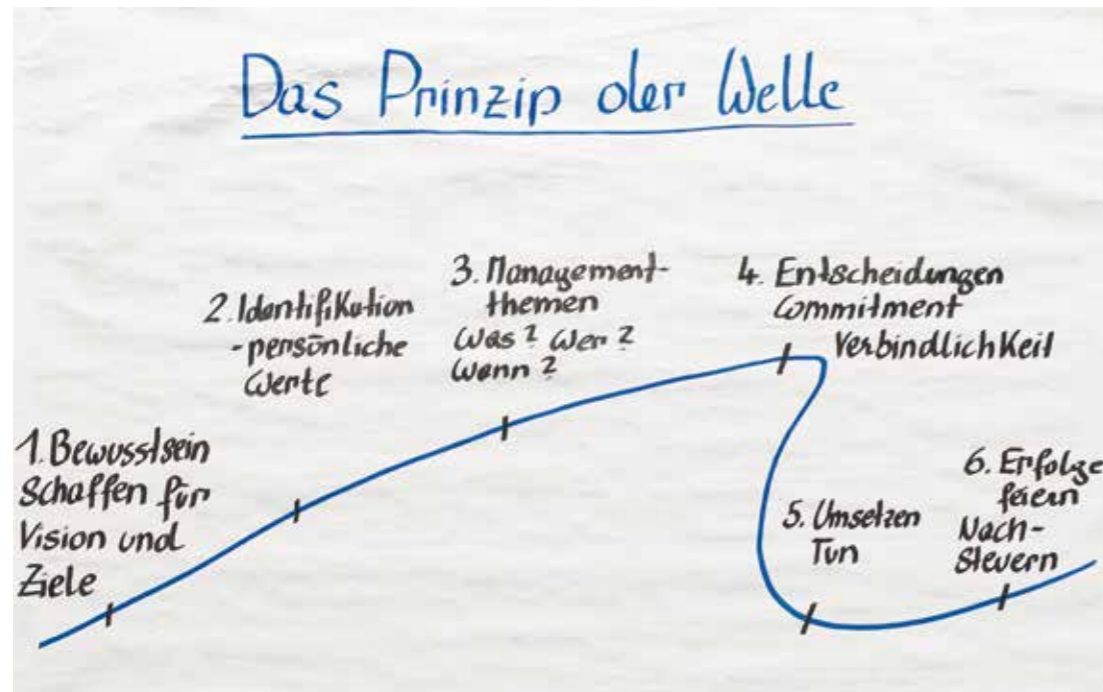 Das Prinzip der Welle
1. Bewusstsein
Schaffen für
Vision und
Ziele
2. Identifikation
- persönliche
Werte
3. Management-
themen
Was? Wer?
Wann?
4. Entscheidungen
Commitment
Verbindlichkeit
5. Umsetzen
Tun
6. Erfolge
feiern
Nach-
steuern